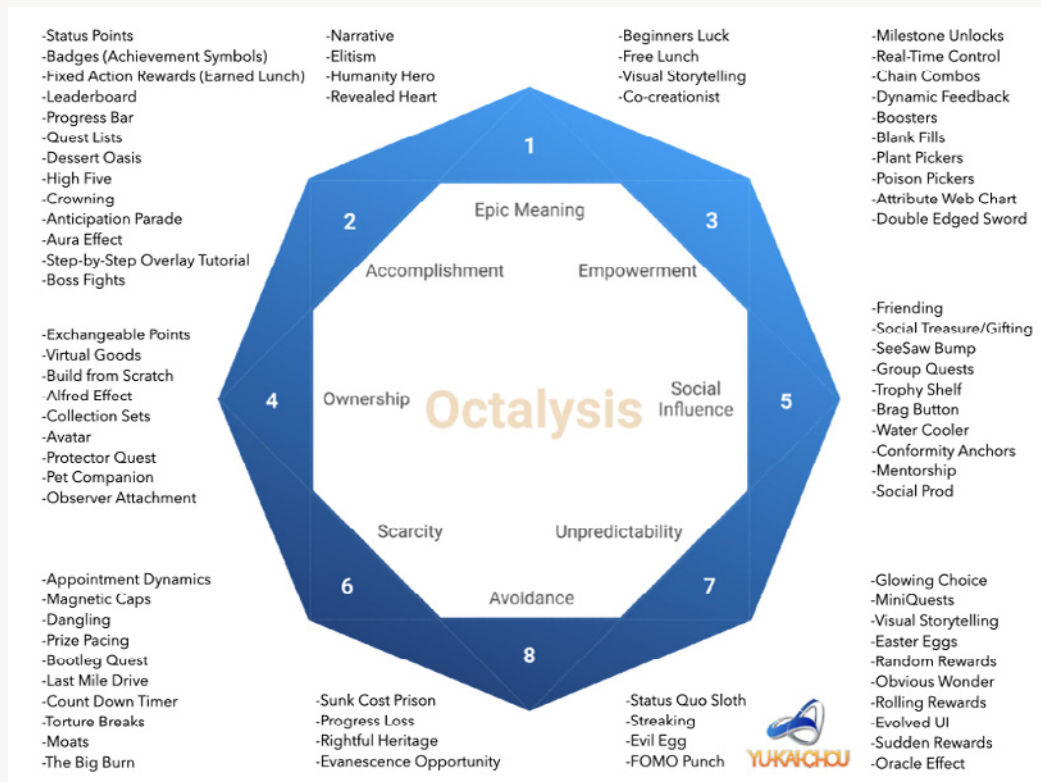 -Status Points
-Badges (Achievement Symbols)
-Fixed Action Rewards (Earned Lunch)
-Leaderboard
-Progress Bar
-Quest Lists
-Dessert Oasis
-High Five
-Crowning
-Anticipation Parade
-Aura Effect
-Step-by-Step Overlay Tutorial
-Boss Fights
-Narrative
-Elitism
-Humanity Hero
-Revealed Heart
-Beginners Luck
-Free Lunch
-Visual Storytelling
-Co-creationist
-Milestone Unlocks
-Real-Time Control
-Chain Combos
-Dynamic Feedback
-Boosters
-Blank Fills
-Plant Pickers
-Poison Pickers
-Attribute Web Chart
-Double Edged Sword
1
Epic Meaning
2
Accomplishment
3
Empowerment
-Exchangeable Points
-Virtual Goods
-Build from Scratch
-Alfred Effect
-Collection Sets
-Avatar
-Protector Quest
-Pet Companion
-Observer Attachment
4
Ownership
Octalysis
Social
Influence
5
-Friending
-Social Treasure/Gifting
-SeeSaw Bump
-Group Quests
-Trophy Shelf
-Brag Button
-Water Cooler
-Conformity Anchors
-Mentorship
-Social Prod
Scarcity
6
Unpredictability
7
Avoidance
8
-Appointment Dynamics
-Magnetic Caps
-Dangling
-Prize Pacing
-Bootleg Quest
-Last Mile Drive
-Count Down Timer
-Torture Breaks
-Moats
-The Big Burn
-Sunk Cost Prison
-Progress Loss
-Rightful Heritage
-Evanescence Opportunity
-Status Quo Sloth
-Streaking
-Evil Egg
-FOMO Punch
YU-KAI CHOU
-Glowing Choice
-MiniQuests
-Visual Storytelling
-Easter Eggs
-Random Rewards
-Obvious Wonder
-Rolling Rewards
-Evolved UI
-Sudden Rewards
-Oracle Effect